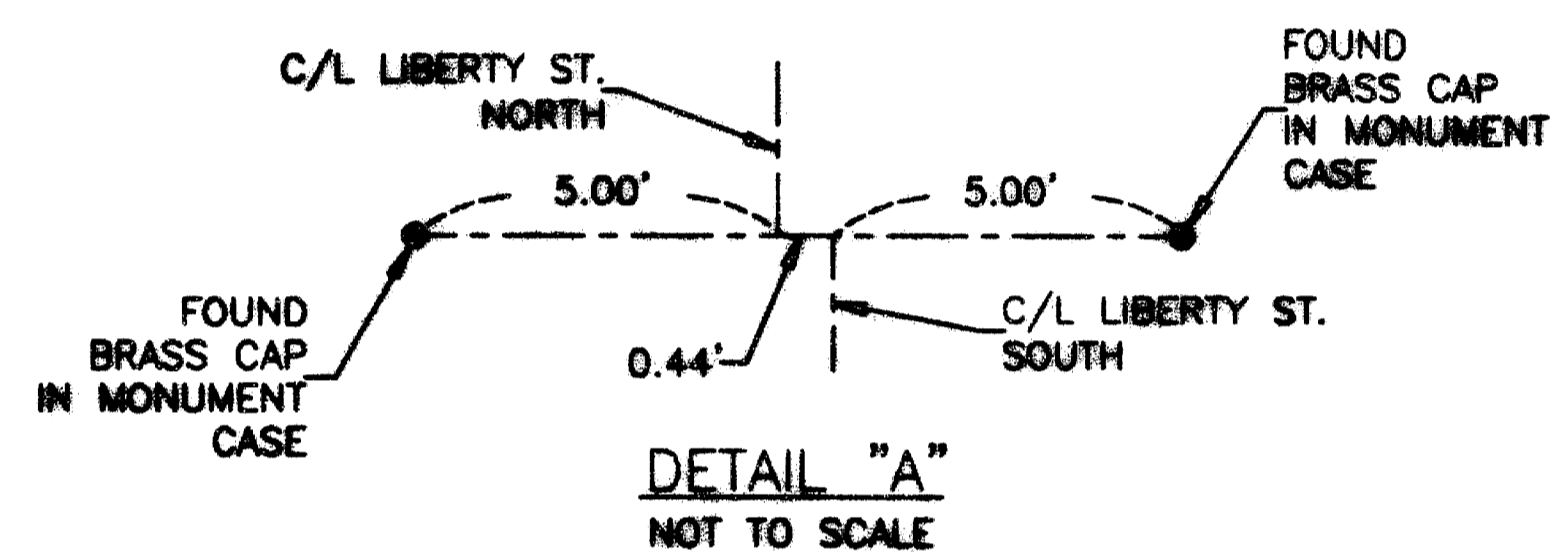 C/L LIBERTY ST.
NORTH
FOUND
BRASS CAP
IN MONUMENT
CASE
5.00'
5.00'
FOUND
BRASS CAP
IN MONUMENT
CASE
0.44'
C/L LIBERTY ST.
SOUTH
DETAIL "A"
NOT TO SCALE